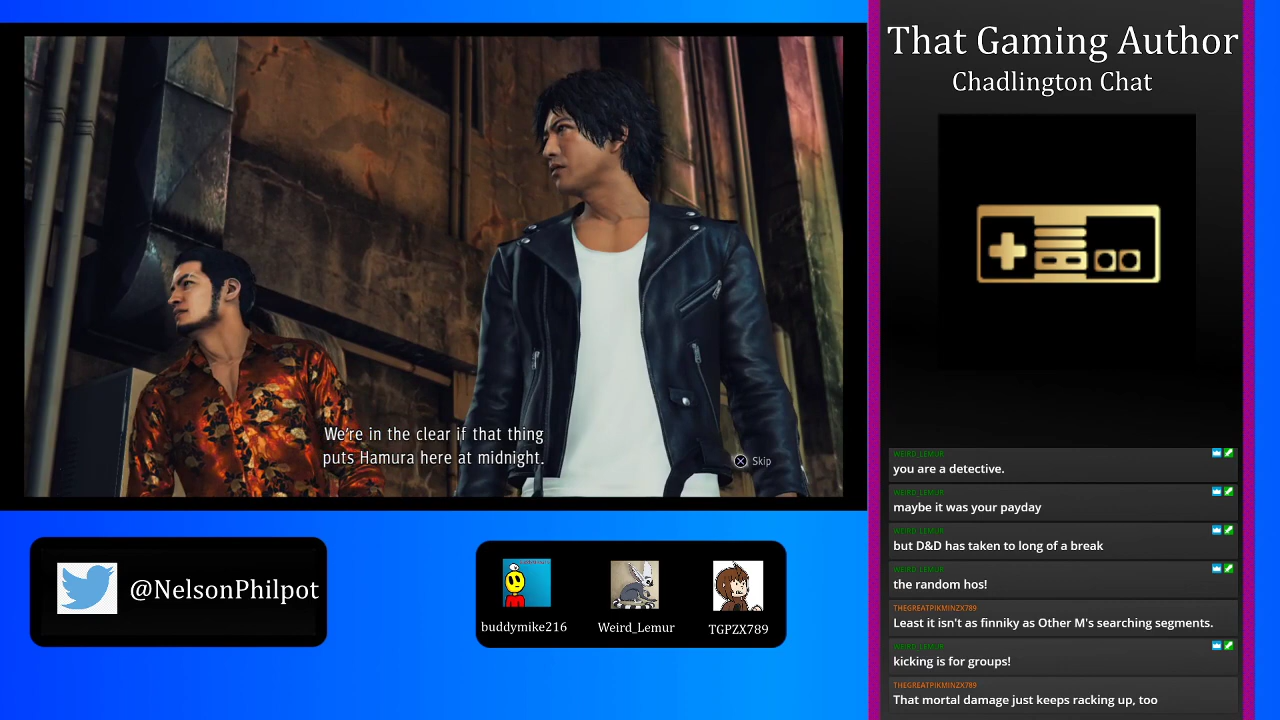 That Gaming Author
Chadlington Chat
We're in the clear if that thing
puts Hamura here at midnight.
Skip
WEIRD_LEMUR
you are a detective.
WEIRD_LEMUR
maybe it was your payday
WEIRD_LEMUR
but D&D has taken to long of a break
WEIRD_LEMUR
the random hos!
THEGREATPIKMINZX789
Least it isn't as finniky as Other M's searching segments.
WEIRD_LEMUR
kicking is for groups!
THEGREATPIKMINZX789
That mortal damage just keeps racking up, too
@NelsonPhilpot
buddymike216
Weird_Lemur
TGPZX789